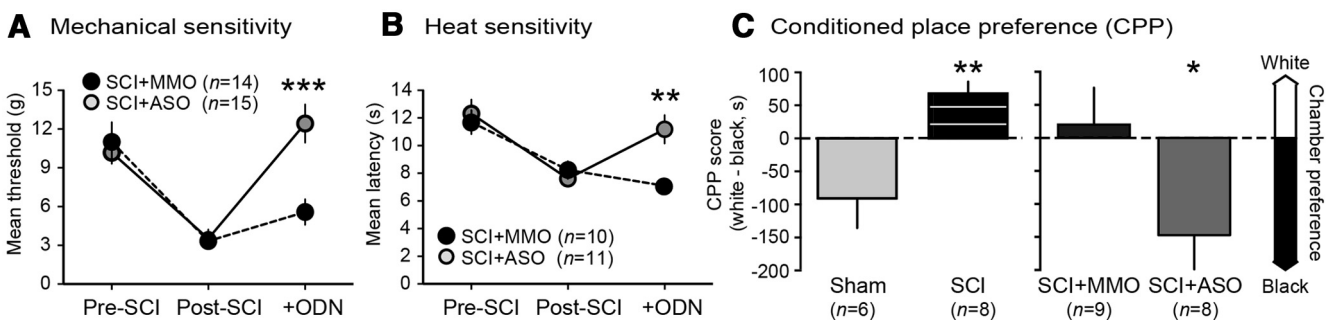 A Mechanical sensitivity
Mean threshold (g)
15
12
9
6
3
0
SCI+MMO (n=14)
SCI+ASO (n=15)
***
Pre-SCI Post-SCI +ODN
B Heat sensitivity
Mean latency (s)
14
12
10
8
6
4
2
0
**
SCI+MMO (n=10)
SCI+ASO (n=11)
Pre-SCI Post-SCI +ODN
C Conditioned place preference (CPP)
CPP score
(white - black, s)
100
50
0
-50
-100
-150
-200
**
*
Sham
(n=6)
SCI
(n=8)
SCI+MMO
(n=9)
SCI+ASO
(n=8)
White
Chamber preference
Black